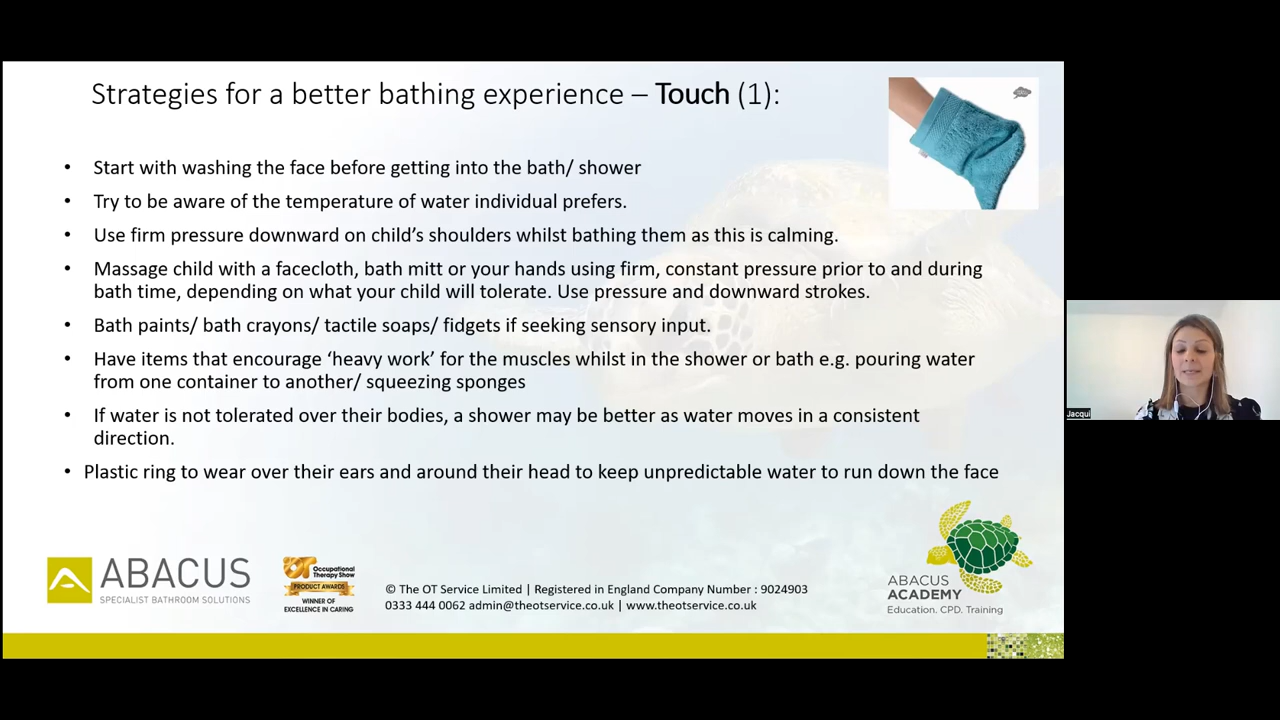 Strategies for a better bathing experience – Touch (1):
• Start with washing the face before getting into the bath/ shower
• Try to be aware of the temperature of water individual prefers.
• Use firm pressure downward on child's shoulders whilst bathing them as this is calming.
• Massage child with a facecloth, bath mitt or your hands using firm, constant pressure prior to and during
bath time, depending on what your child will tolerate. Use pressure and downward strokes.
• Bath paints/ bath crayons/ tactile soaps/ fidgets if seeking sensory input.
• Have items that encourage ‘heavy work’ for the muscles whilst in the shower or bath e.g. pouring water
from one container to another/ squeezing sponges
• If water is not tolerated over their bodies, a shower may be better as water moves in a consistent
direction.
• Plastic ring to wear over their ears and around their head to keep unpredictable water to run down the face
Jacqui
ABACUS
SPECIALIST BATHROOM SOLUTIONS
OT Occupational
Therapy Show
PRODUCT AWARDS
WINNER OF
EXCELLENCE IN CARING
© The OT Service Limited | Registered in England Company Number : 9024903
0333 444 0062 admin@theotservice.co.uk | www.theotservice.co.uk
ABACUS
ACADEMY
Education. CPD. Training